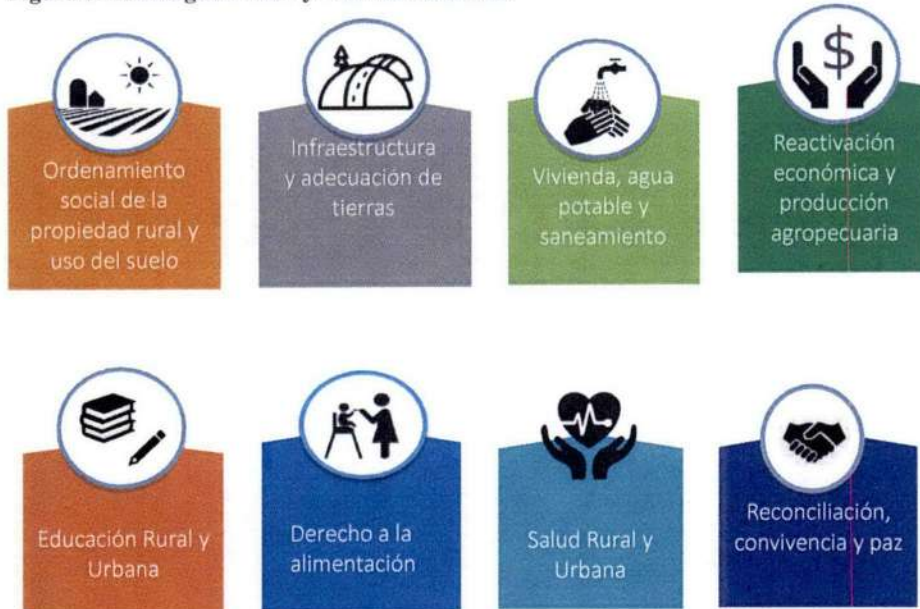 Ordenamiento
social de la
propiedad rural y
uso del suelo
Infraestructura
y adecuación de
tierras
Vivienda, agua
potable y
saneamiento
$
Reactivación
económica y
producción
agropecuaria
Educación Rural y
Urbana
Derecho a la
alimentación
Salud Rural y
Urbana
Reconciliación,
convivencia y paz